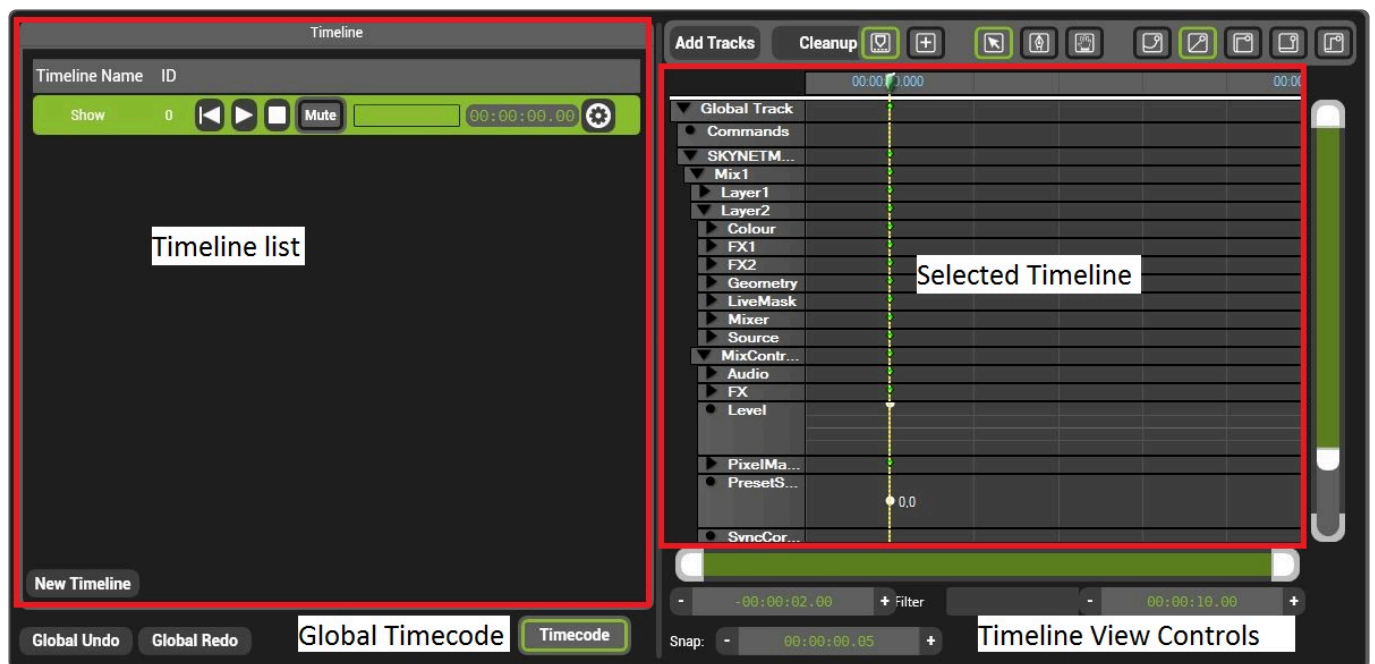 Timeline
Timeline Name ID
Show 0 Mute 00:00:00.00
Timeline list
New Timeline
Global Undo Global Redo Global Timecode Timecode
Add Tracks Cleanup
Global Track
Commands
SKYNETM...
Mix1
Layer1
Layer2
Colour
FX1
FX2
Geometry
LiveMask
Mixer
Source
MixContr...
Audio
FX
Level
PixelMa...
PresetS...
0,0
SyncCor...
Selected Timeline
- -00:00:02.00 + Filter - 00:00:10.00 +
Snap: - 00:00:00.05 + Timeline View Controls